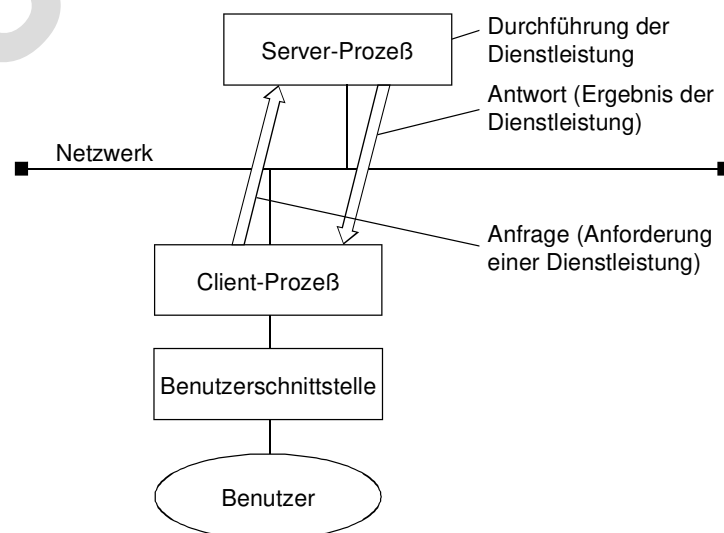 Server-Prozeß
Durchführung der
Dienstleistung
Antwort (Ergebnis der
Dienstleistung)
Netzwerk
Anfrage (Anforderung
einer Dienstleistung)
Client-Prozeß
Benutzerschnittstelle
Benutzer